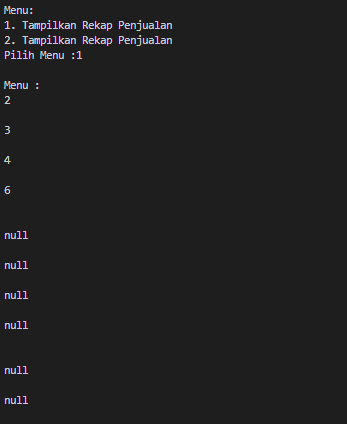 Menu:
1. Tampilkan Rekap Penjualan
2. Tampilkan Rekap Penjualan
Pilih Menu :1
Menu :
2
3
4
6
null
null
null
null
null
null